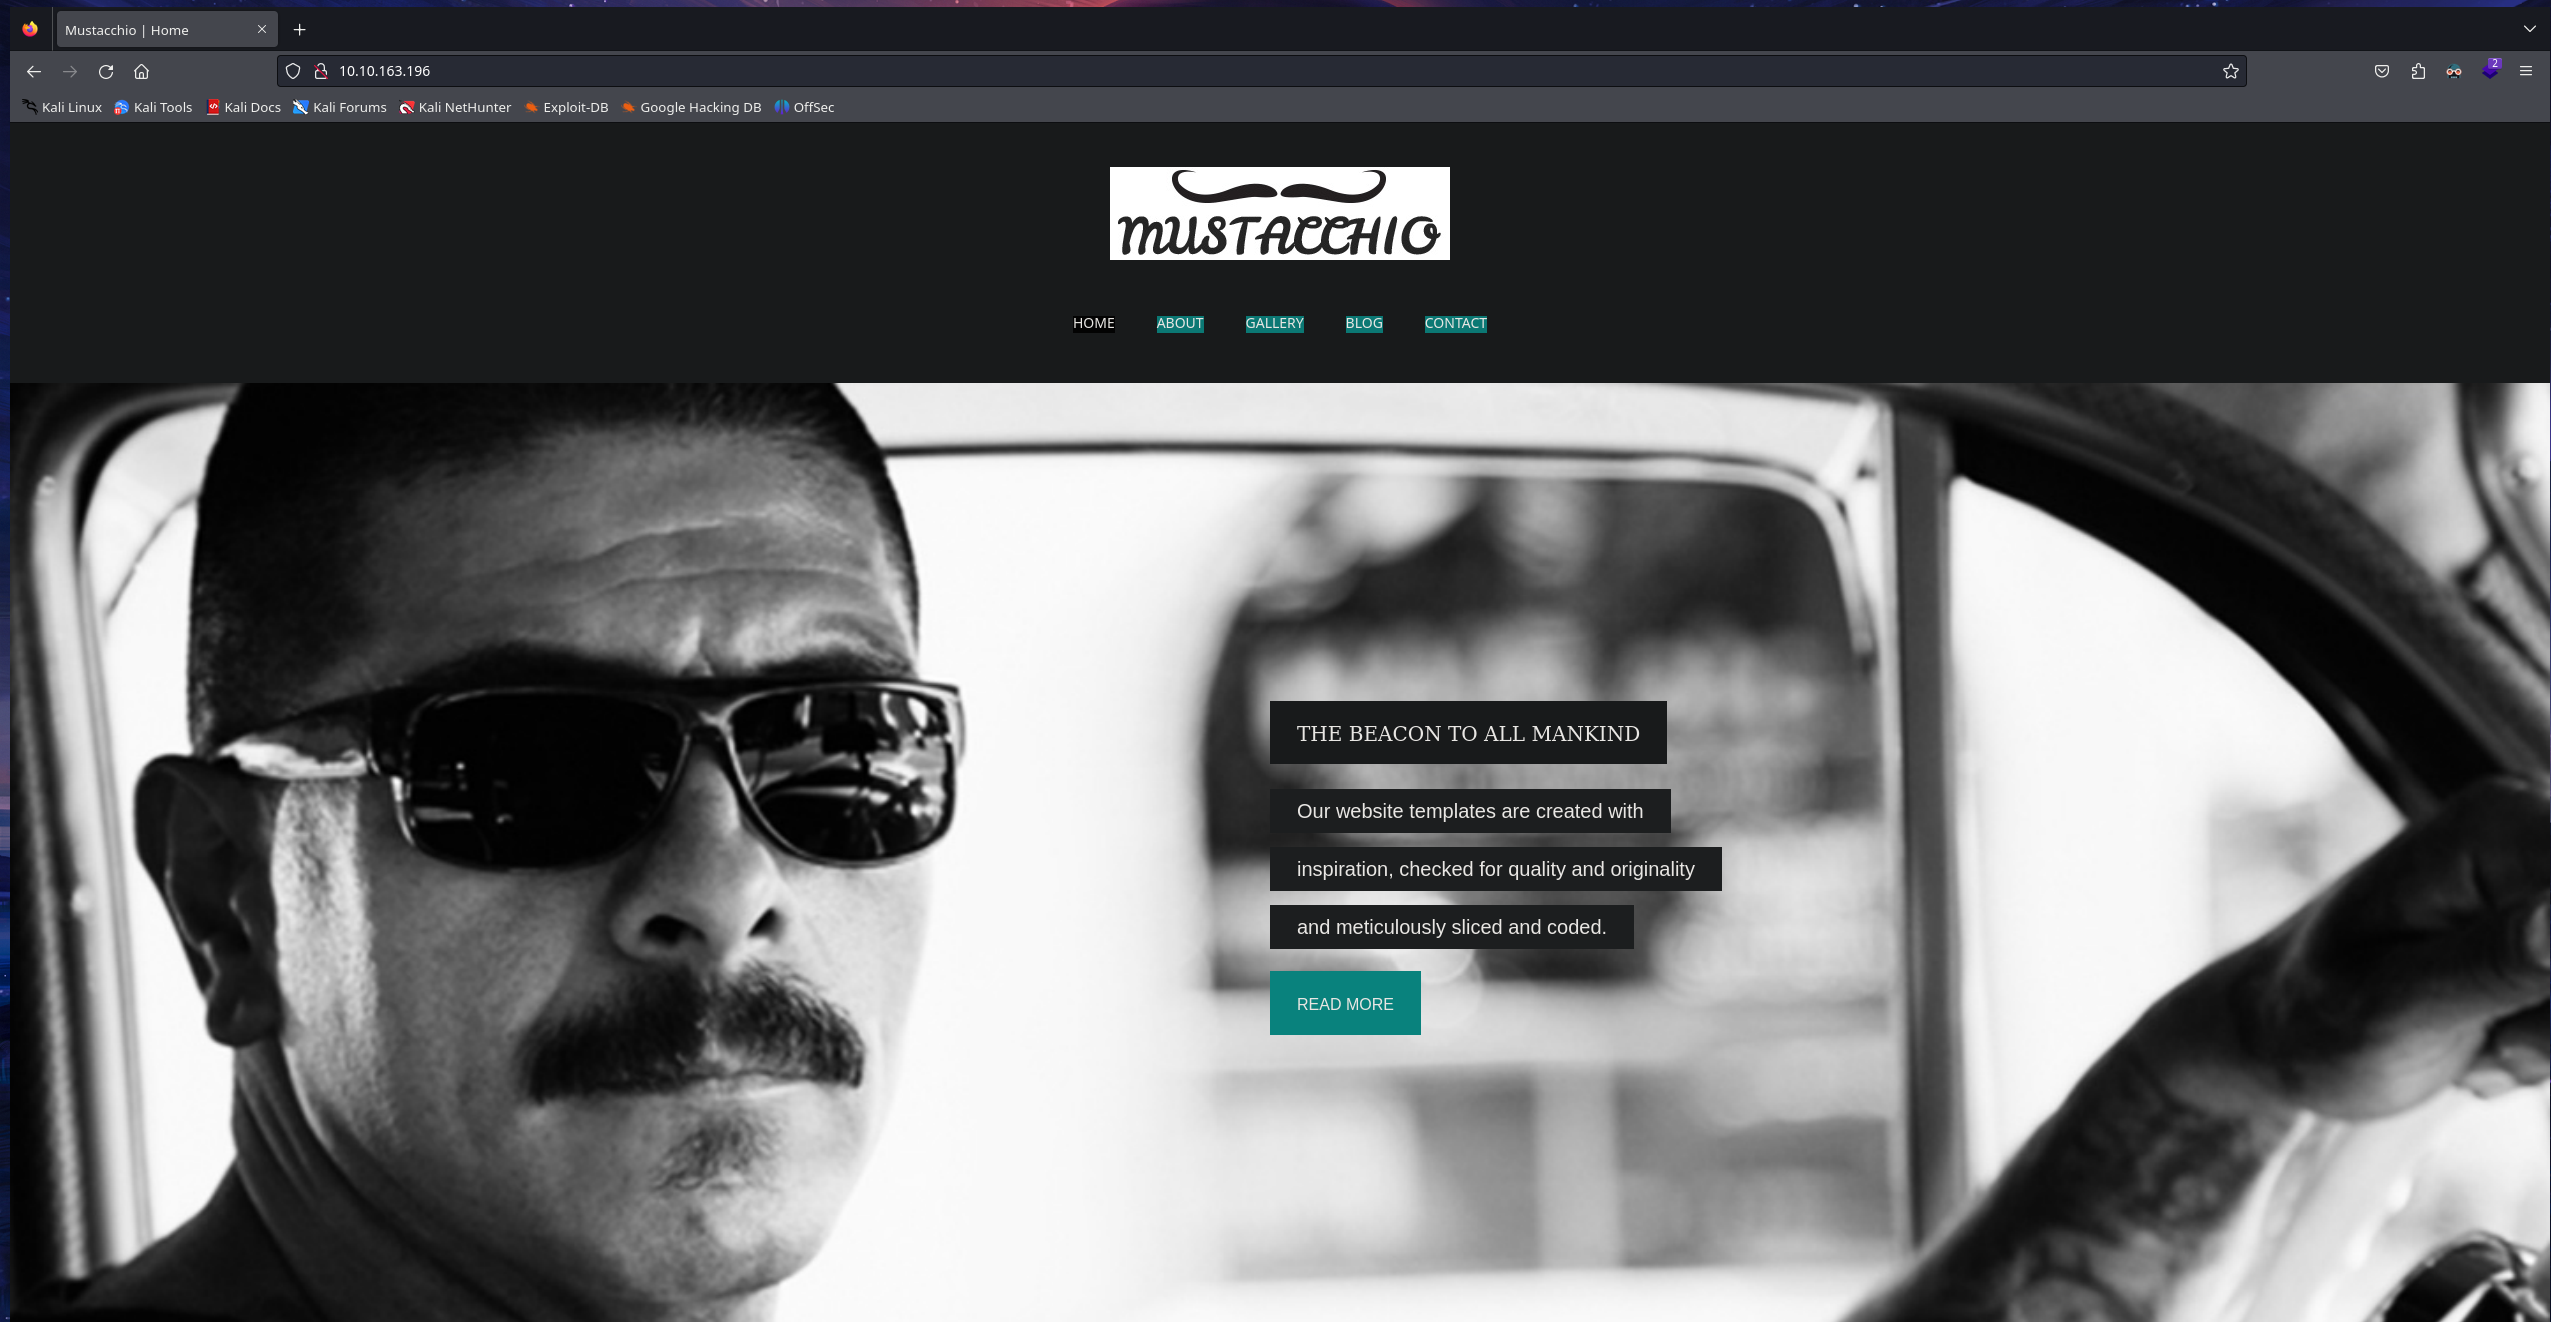 Mustacchio | Home
10.10.163.196
2
Kali Linux Kali Tools Kali Docs Kali Forums Kali NetHunter Exploit-DB Google Hacking DB OffSec
MUSTACCHIO
HOME ABOUT GALLERY BLOG CONTACT
THE BEACON TO ALL MANKIND
Our website templates are created with
inspiration, checked for quality and originality
and meticulously sliced and coded.
READ MORE